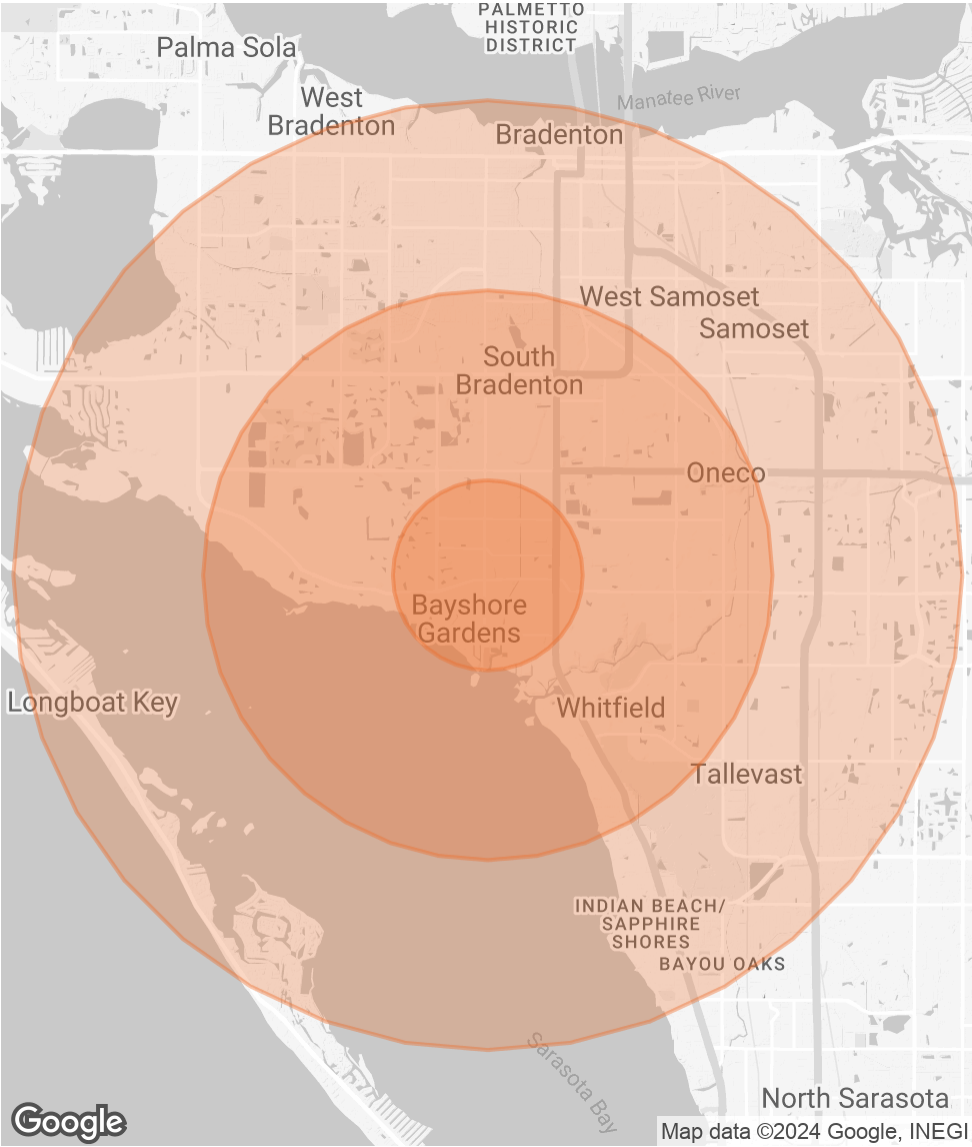 PALMETTO
HISTORIC
DISTRICT
Palma Sola
West
Bradenton
Manatee River
Bradenton
West Samoset
Samoset
South
Bradenton
Oneco
Bayshore
Gardens
Longboat Key
Whitfield
Tallevast
INDIAN BEACH/
SAPPHIRE
SHORES
BAYOU OAKS
Sarasota Bay
North Sarasota
Google
Map data ©2024 Google, INEGI